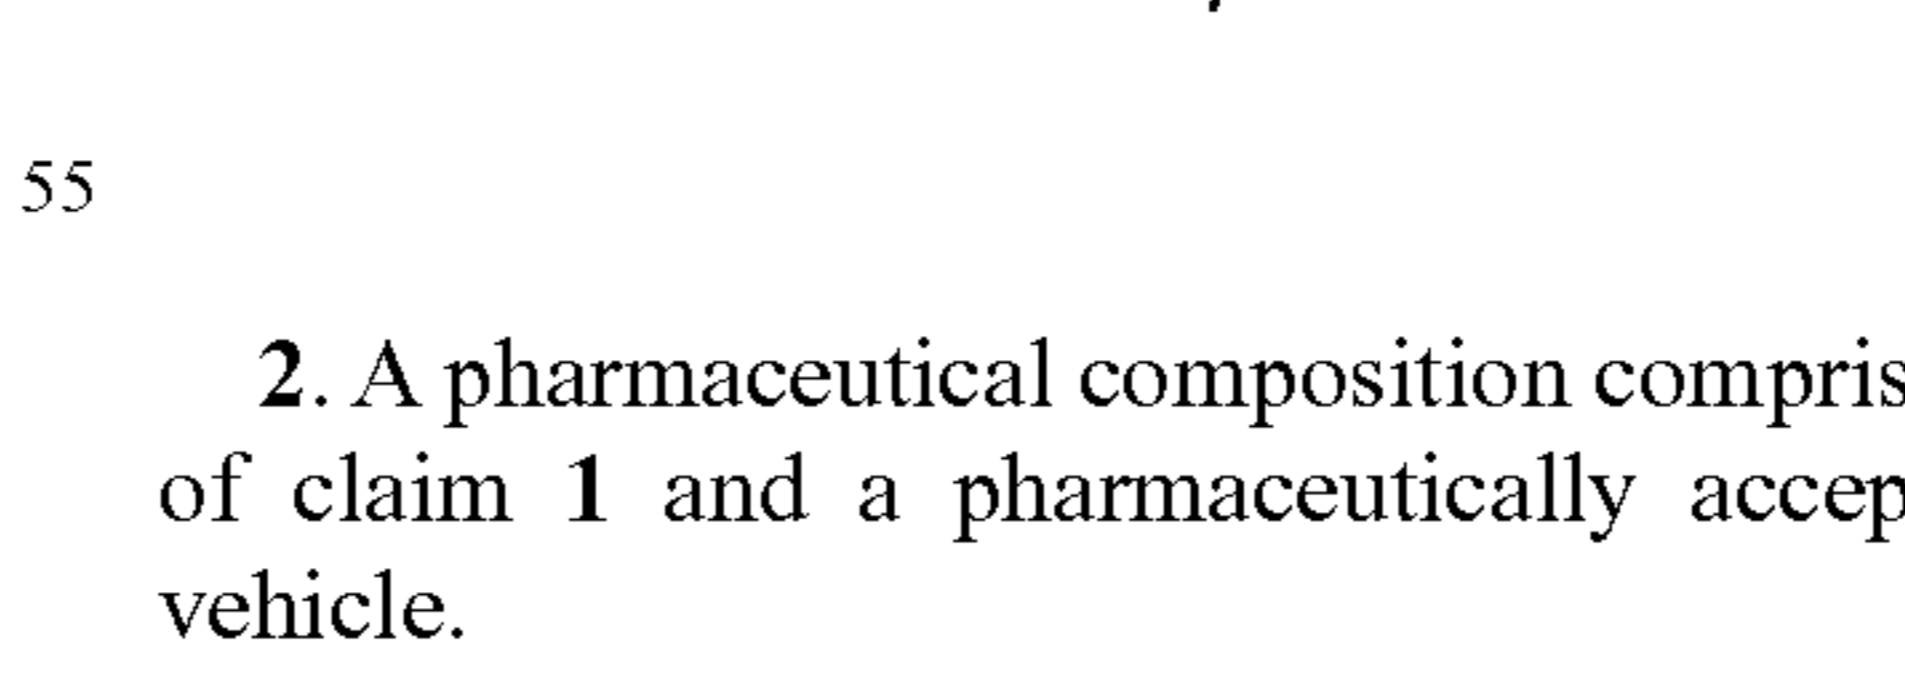 55
2. A pharmaceutical composition compris
of claim 1 and a pharmaceutically accep
vehicle.